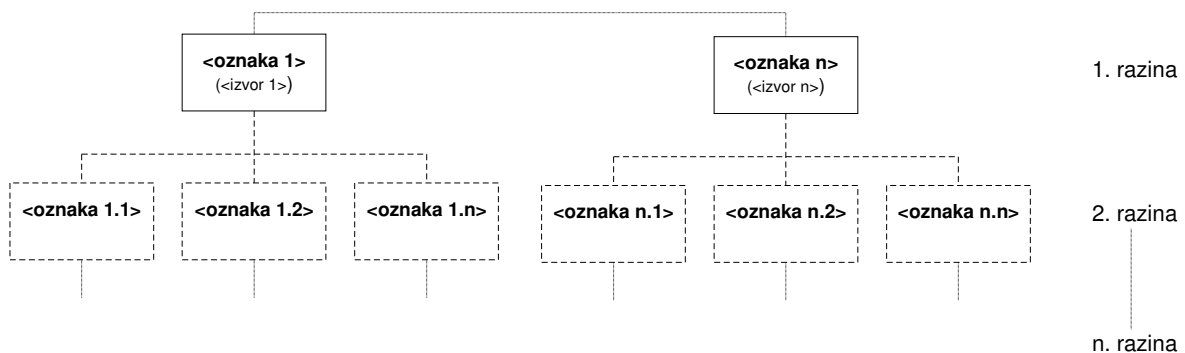 <oznaka 1>
(<izvor 1>)
<oznaka n>
(<izvor n>)
1. razina
<oznaka 1.1>
<oznaka 1.2>
<oznaka 1.n>
<oznaka n.1>
<oznaka n.2>
<oznaka n.n>
2. razina
n. razina